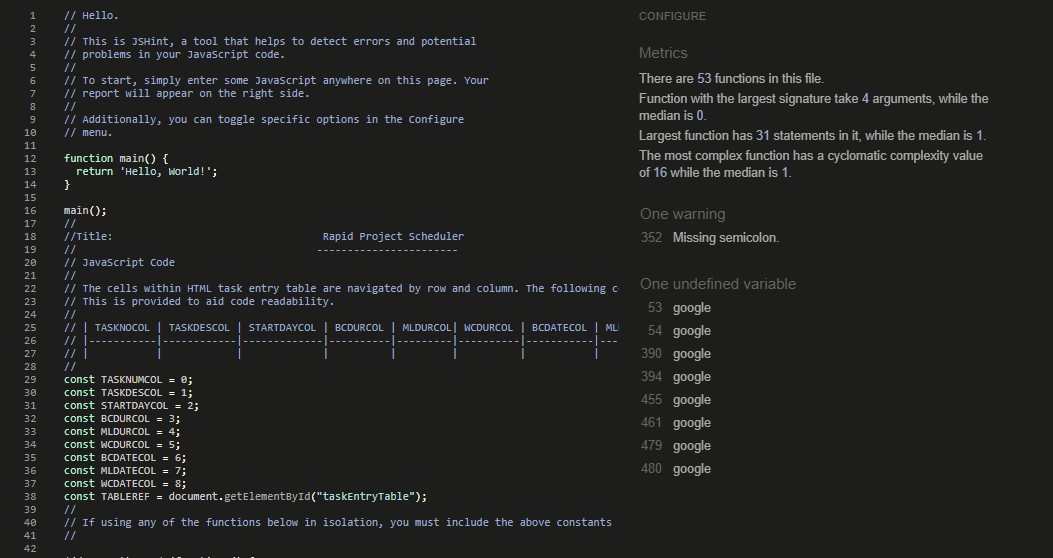 1 // Hello.
2 //
3 // This is JSHint, a tool that helps to detect errors and potential
4 // problems in your JavaScript code.
5 //
6 // To start, simply enter some JavaScript anywhere on this page. Your
7 // report will appear on the right side.
8 //
9 // Additionally, you can toggle specific options in the Configure
10 // menu.
11
12 function main() {
13 return 'Hello, World!';
14 }
15
16 main();
17 //
18 //Title: Rapid Project Scheduler
19 // -----------------------
20 // JavaScript Code
21 //
22 // The cells within HTML task entry table are navigated by row and column. The following c
23 // This is provided to aid code readability.
24 //
25 // | TASKNOCOL | TASKDESCOL | STARTDAYCOL | BCDURCOL | MLDURCOL| WCDURCOL | BCDATECOL | ML
26 // |-----------|------------|-------------|----------|---------|----------|-----------|---
27 // | | | | | | | |
28 //
29 const TASKNUMCOL = 0;
30 const TASKDESCOL = 1;
31 const STARTDAYCOL = 2;
32 const BCDURCOL = 3;
33 const MLDURCOL = 4;
34 const WCDURCOL = 5;
35 const BCDATECOL = 6;
36 const MLDATECOL = 7;
37 const WCDATECOL = 8;
38 const TABLEREF = document.getElementById("taskEntryTable");
39 //
40 // If using any of the functions below in isolation, you must include the above constants
41 //
42
CONFIGURE
Metrics
There are 53 functions in this file.
Function with the largest signature take 4 arguments, while the
median is 0.
Largest function has 31 statements in it, while the median is 1.
The most complex function has a cyclomatic complexity value
of 16 while the median is 1.
One warning
352 Missing semicolon.
One undefined variable
53 google
54 google
390 google
394 google
455 google
461 google
479 google
480 google